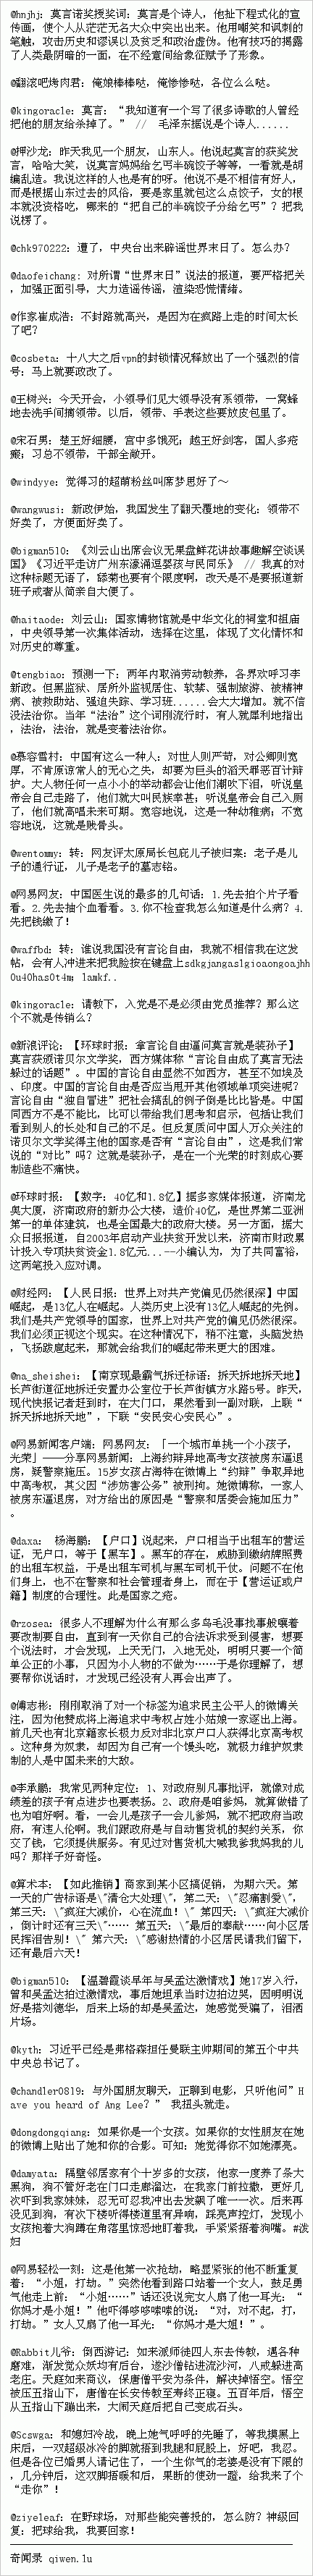 @hmjhj: 莫言诺奖授奖词: 莫言是个诗人, 他扯下程式化的宣
传画, 使个人从茫茫无名大众中突出出来。他用嘲笑和讽刺的
笔触, 攻击历史和谬误以及贫乏和政治虚伪。他有技巧的揭露
了人类最阴暗的一面, 在不经意间给象征赋予了形象。
@翻滚吧烤肉君: 俺娘棒棒哒, 俺惨惨哒, 各位么么哒。
@kingoracle: 莫言: “我知道有一个写了很多诗歌的人曾经
把他的朋友给杀掉了。” // 毛泽东据说是个诗人......
@押沙龙: 昨天我见一个朋友, 山东人。他说起莫言的获奖发
言, 哈哈大笑, 说莫言妈妈给乞丐半碗饺子等等, 一看就是胡
编乱造。我说这样的人也是有的呀。他说不是不相信有好人,
而是根据山东过去的风俗, 要是家里就包这么点饺子, 女的根
本就没资格吃, 哪来的“把自己的半碗饺子分给乞丐”? 把我
说楞了。
@chk970222: 遭了, 中央台出来辟谣世界末日了。怎么办?
@daofeichang: 对所谓“世界末日”说法的报道, 要严格把关
, 加强正面引导, 大力造谣传谣, 渲染恐慌情绪。
@作家崔成浩: 不封路就高兴, 是因为在疯路上走的时间太长
了吧?
@cosbeta: 十八大之后vpn的封锁情况释放出了一个强烈的信
号: 马上就要政改了。
@王树兴: 今天开会, 小领导们见大领导没有系领带, 一窝蜂
地去洗手间摘领带。以后, 领带、手表这些要放皮包里了。
@宋石男: 楚王好细腰, 宫中多饿死; 越王好剑客, 国人多疮
瘢; 习总不领带, 干部全敞开。
@windyye: 觉得习的超萌粉丝叫席梦思好了～
@wangwusi: 新政伊始, 我国发生了翻天覆地的变化: 领带不
好卖了, 方便面好卖了。
@bigman510: 《刘云山出席会议无果盘鲜花讲故事趣解空谈误
国》《习近平走访广州东濠涌逗婴孩与民同乐》 // 我真的对
这种标题无语了, 舔菊也要有个限度啊, 改天是不是要报道新
班子戒奢从简亲自大便了。
@haitaode: 刘云山: 国家博物馆就是中华文化的祠堂和祖庙
, 中央领导第一次集体活动, 选择在这里, 体现了文化情怀和
对历史的尊重。
@tengbiao: 预测一下: 两年内取消劳动教养, 各界欢呼习李
新政。但黑监狱、居所外监视居住、软禁、强制旅游、被精神
病、被救助站、强迫失踪、学习班......会大大增加。就不信
没法治你。当年“法治”这个词刚流行时, 有人就犀利地指出
, 法治, 法治, 就是变着法治你。
@慕容雪村: 中国有这么一种人: 对世人则严苛, 对公卿则宽
厚, 不肯原谅常人的无心之失, 却要为巨头的滔天罪恶百计辩
护。大人物任何一点小小的举动都会让他们潮吹下泪, 听说皇
帝会自己走路了, 他们就大叫民族幸甚; 听说皇帝会自己入厕
了, 他们就高唱未来可期。宽容地说, 这是一种幼稚病; 不宽
容地说, 这就是贱骨头。
@wentommy: 转: 网友评太原局长包庇儿子被归案: 老子是儿
子的通行证, 儿子是老子的墓志铭。
@网易网友: 中国医生说的最多的几句话: 1.先去拍个片子看
看。2.先去抽个血看看。3.你不检查我怎么知道是什么病? 4.
先把钱缴了!
@waffbd: 转: 谁说我国没有言论自由, 我就不相信我在这发
帖, 会有人冲进来把我脸按在键盘上sdkgjangaslgioaongoajhh
0u40has0t4m; lamkf..
@kingoracle: 请教下, 入党是不是必须由党员推荐? 那么这
个不就是传销么?
@新浪评论: 【环球时报: 拿言论自由逼问莫言就是装孙子】
莫言获颁诺贝尔文学奖, 西方媒体称“言论自由成了莫言无法
躲过的话题”。中国的言论自由显然不如西方, 甚至不如埃及
、印度。中国的言论自由是否应当甩开其他领域单项突进呢?
言论自由“独自冒进”把社会搞乱的例子倒是比比皆是。中国
同西方不是不能比, 比可以带给我们思考和启示, 包括让我们
看到别人的长处和自己的不足。但反复质问中国人万众关注的
诺贝尔文学奖得主他的国家是否有“言论自由”, 这是我们常
说的“对比”吗? 这就是装孙子, 是在一个光荣的时刻成心要
制造些不痛快。
@环球时报: 【数字: 40亿和1.8亿】据多家媒体报道, 济南龙
奥大厦, 济南政府的新办公大楼, 造价40亿, 是世界第二亚洲
第一的单体建筑, 也是全国最大的政府大楼。另一方面, 据大
众日报报道, 自2003年启动产业扶贫开发以来, 济南市财政累
计投入专项扶贫资金1.8亿元...--小编认为, 为了共同富裕,
这两笔投入应对调。
@财经网: 【人民日报: 世界上对共产党偏见仍然很深】中国
崛起, 是13亿人在崛起。人类历史上没有13亿人崛起的先例。
我们是共产党领导的国家, 世界上对共产党的偏见仍然很深。
我们必须正视这个现实。在这种情况下, 稍不注意, 头脑发热
, 飞扬跋扈起来, 那就会给我们的崛起带来更大的困难。
@na_sheishei: 【南京现最霸气拆迁标语: 拆天拆地拆天地】
长芦街道征地拆迁安置办公室位于长芦镇方水路5号。昨天,
现代快报记者赶到时, 在大门口, 果然看到一副对联, 上联“
拆天拆地拆天地”, 下联“安民安心安民心”。
@网易新闻客户端: 网易网友: 「一个城市单挑一个小孩子,
光荣」——分享网易新闻: 上海约辩异地高考女孩被房东逼退
房, 疑警察施压。15岁女孩占海特在微博上“约辩”争取异地
中高考权, 其父因“涉妨害公务”被刑拘。她微博称, 一家人
被房东逼退房, 对方给出的原因是“警察和居委会施加压力”
。
@daxa: 杨海鹏: 【户口】说起来, 户口相当于出租车的营运
证, 无户口, 等于【黑车】。黑车的存在, 威胁到缴纳牌照费
的出租车权益, 于是出租车司机与黑车司机干仗。问题不在他
们身上, 也不在警察和社会管理者身上, 而在于【营运证或户
籍】制度的合理性。此是国家之疮。
@rzosea: 很多人不理解为什么有那么多鸟毛没事找事般嚷着
要改制要自由, 直到有一天你自己的合法诉求受到侵害, 想要
个说法时, 才会发现, 上天无门, 入地无处, 明明只要一个简
单公正的小事, 只因为小人物的不做为……于是你理解了, 想
要帮你说话时, 才发现已经没有人再会出声了。
@傅志彬: 刚刚取消了对一个标签为追求民主公平人的微博关
注, 因为他赞成将上海追求中考权占姓小姑娘一家逐出上海。
前几天也有北京籍家长极力反对非北京户口人获得北京高考权
。这种身为奴隶, 却因为自己有一个馒头吃, 就极力维护奴隶
制的人是中国未来的大敌。
@李承鹏: 我常见两种定位: 1、对政府别凡事批评, 就像对成
绩差的孩子有点进步也要表扬。2、政府是咱爹妈, 就算做错了
也为咱好啊。看, 一会儿是孩子一会儿爹妈, 就不把政府当政
府, 有违人伦啊。我们跟政府是与自动售货机的契约关系, 你
交了钱, 它须提供服务。有见过对售货机大喊我爹我妈我的儿
吗? 那样子好奇怪。
@算术本: 【如此推销】商家到某小区搞促销, 为期六天。第
一天的广告标语是\"清仓大处理\", 第二天: \"忍痛割爱\",
第三天: \"疯狂大减价, 心在流血! \" 第四天: \"疯狂大减价
, 倒计时还有三天\"…… 第五天: \"最后的奉献……向小区居
民挥泪告别! \" 第六天: \"感谢热情的小区居民请我们留下,
还有最后六天!
@bigman510: 【温碧霞谈早年与吴孟达激情戏】她17岁入行,
曾和吴孟达拍过激情戏, 事后她坦承当时边拍边哭, 因明明说
好是搭刘德华, 后来上场的却是吴孟达, 她感觉受骗了, 泪洒
片场。
@kyth: 习近平已经是弗格森担任曼联主帅期间的第五个中共
中央总书记了。
@chandler0819: 与外国朋友聊天, 正聊到电影, 只听他问”H
ave you heard of Ang Lee? ” 我扭头就走。
@dongdongqiang: 如果你是一个女孩。如果你的女性朋友在她
的微博上贴出了她和你的合影。可知: 她觉得你不如她漂亮。
@damyata: 隔壁邻居家有个十岁多的女孩, 他家一度养了条大
黑狗, 狗不管好老在门口走廊溜达, 在我家门前拉撒, 更好几
次吓到我家妹妹, 忍无可忍我冲出去发飙了唯一一次。后来再
没见到狗, 有次下楼听得楼道里有异响, 踩亮声控灯, 发现小
女孩抱着大狗蹲在角落里惊恐地盯着我, 手紧紧捂着狗嘴。#泼
妇
@网易轻松一刻: 这是他第一次抢劫, 略显紧张的他不断重复
着: “小姐, 打劫。”突然他看到路口站着一个女人, 鼓足勇
气他走上前: “小姐……”话还没说完女人扇了他一耳光: “
你妈才是小姐!”他吓得哆哆嗦嗦的说: “对, 对不起, 打,
打劫。”女人又扇了他一耳光: “你妈才是大姐!”。
@Rabbit儿爷: 倒西游记: 如来派师徒四人东去传教, 遇各种
磨难, 渐发觉众妖均有后台, 遂沙僧钻进流沙河, 八戒躲进高
老庄。天庭如来商议, 保唐僧平安为条件, 解决掉悟空。悟空
被压五指山下, 唐僧在长安传教至寿终正寝。五百年后, 悟空
从五指山下蹦出来, 大闹天庭后把自己变成石头。
@Scswga: 和媳妇冷战, 晚上她气呼呼的先睡了, 等我摸黑上
床后, 一双超级冰冷的脚就搭到我腿和屁股上, 好吧, 我忍。
但是各位已婚男人请记住了, 一个生你气的老婆是没有下限的
, 几分钟后, 这双脚搭暖和后, 果断的使劲一蹬, 给我来了个
“走你”!
@ziyeleaf: 在野球场, 对那些能突善投的, 怎么防? 神级回
复: 把球给我, 我要回家!
奇闻录 qiwen.lu